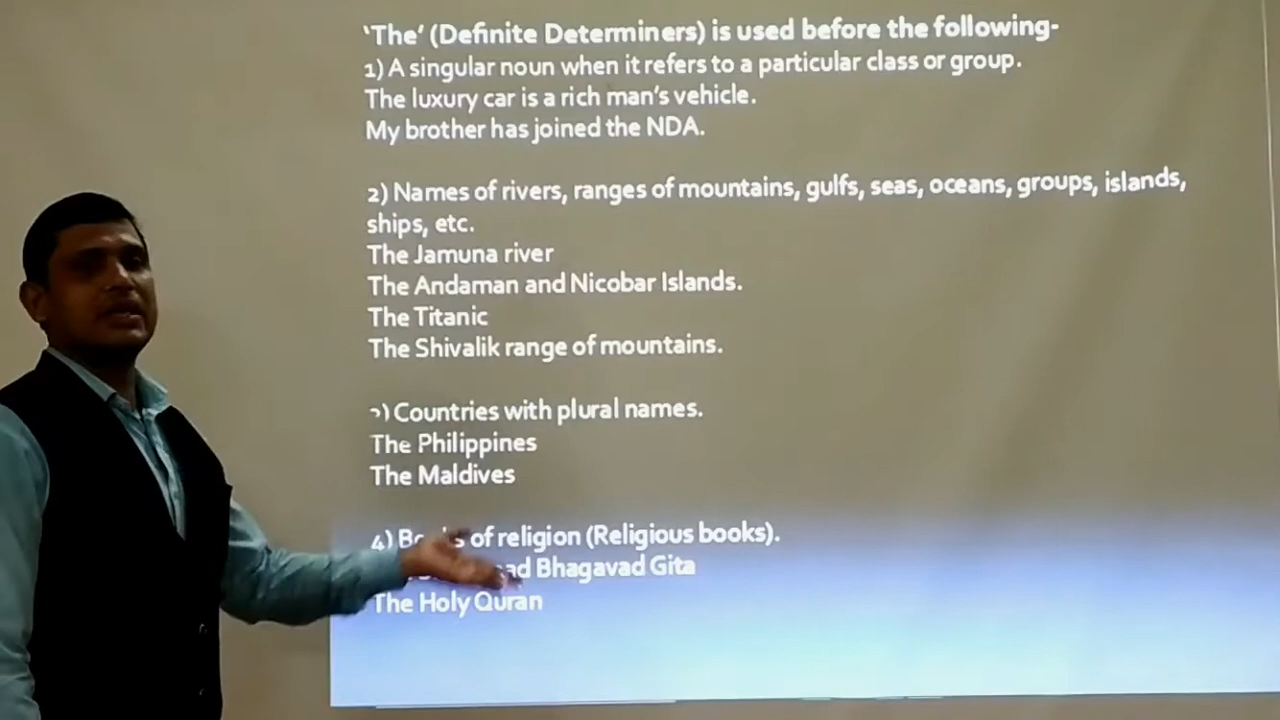 ‘The’ (Definite Determiners) is used before the following-
1) A singular noun when it refers to a particular class or group.
The luxury car is a rich man's vehicle.
My brother has joined the NDA.
2) Names of rivers, ranges of mountains, gulfs, seas, oceans, groups, islands,
ships, etc.
The Jamuna river
The Andaman and Nicobar Islands.
The Titanic
The Shivalik range of mountains.
) Countries with plural names.
The Philippines
The Maldives
4) of religion (Religious books).
Bhagavad Gita
The Holy Quran